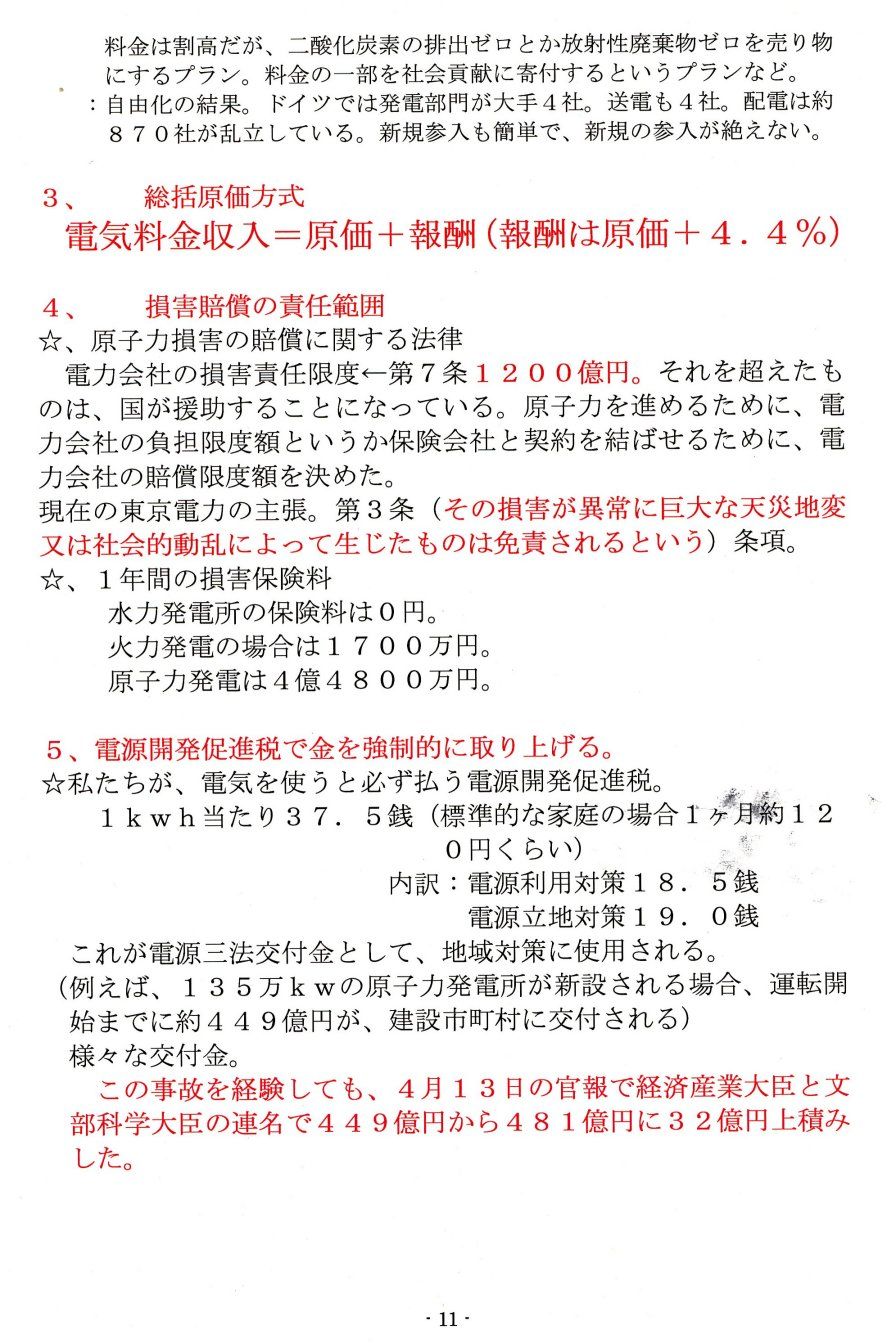 料金は割高だが、二酸化炭素の排出ゼロとか放射性廃棄物ゼロを売り物
にするプラン。料金の一部を社会貢献に寄付するというプランなど。
：自由化の結果。ドイツでは発電部門が大手４社。送電も４社。配電は約
８７０社が乱立している。新規参入も簡単で、新規の参入が絶えない。
３、　　総括原価方式
電気料金収入＝原価＋報酬（報酬は原価＋４．４％）
４、　　損害賠償の責任範囲
☆、原子力損害の賠償に関する法律
電力会社の損害責任限度←第７条１２００億円。それを超えたも
のは、国が援助することになっている。原子力を進めるために、電
力会社の負担限度額というか保険会社と契約を結ばせるために、電
力会社の賠償限度額を決めた。
現在の東京電力の主張。第３条（その損害が異常に巨大な天災地変
又は社会的動乱によって生じたものは免責されるという）条項。
☆、１年間の損害保険料
水力発電所の保険料は０円。
火力発電の場合は１７００万円。
原子力発電は４億４８００万円。
５、電源開発促進税で金を強制的に取り上げる。
☆私たちが、電気を使うと必ず払う電源開発促進税。
１ｋｗｈ当たり３７．５銭（標準的な家庭の場合１ヶ月約１２
０円くらい）
内訳：電源利用対策１８．５銭
電源立地対策１９．０銭
これが電源三法交付金として、地域対策に使用される。
（例えば、１３５万ｋｗの原子力発電所が新設される場合、運転開
始までに約４４９億円が、建設市町村に交付される）
様々な交付金。
この事故を経験しても、４月１３日の官報で経済産業大臣と文
部科学大臣の連名で４４９億円から４８１億円に３２億円上積み
した。
- 11 -